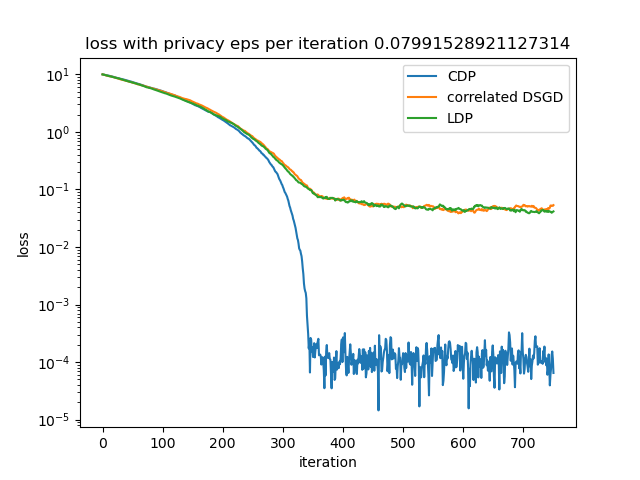 loss with privacy eps per iteration 0.07991528921127314
CDP
correlated DSGD
LDP
loss
10¹
10⁰
10⁻¹
10⁻²
10⁻³
10⁻⁴
10⁻⁵
0 100 200 300 400 500 600 700
iteration